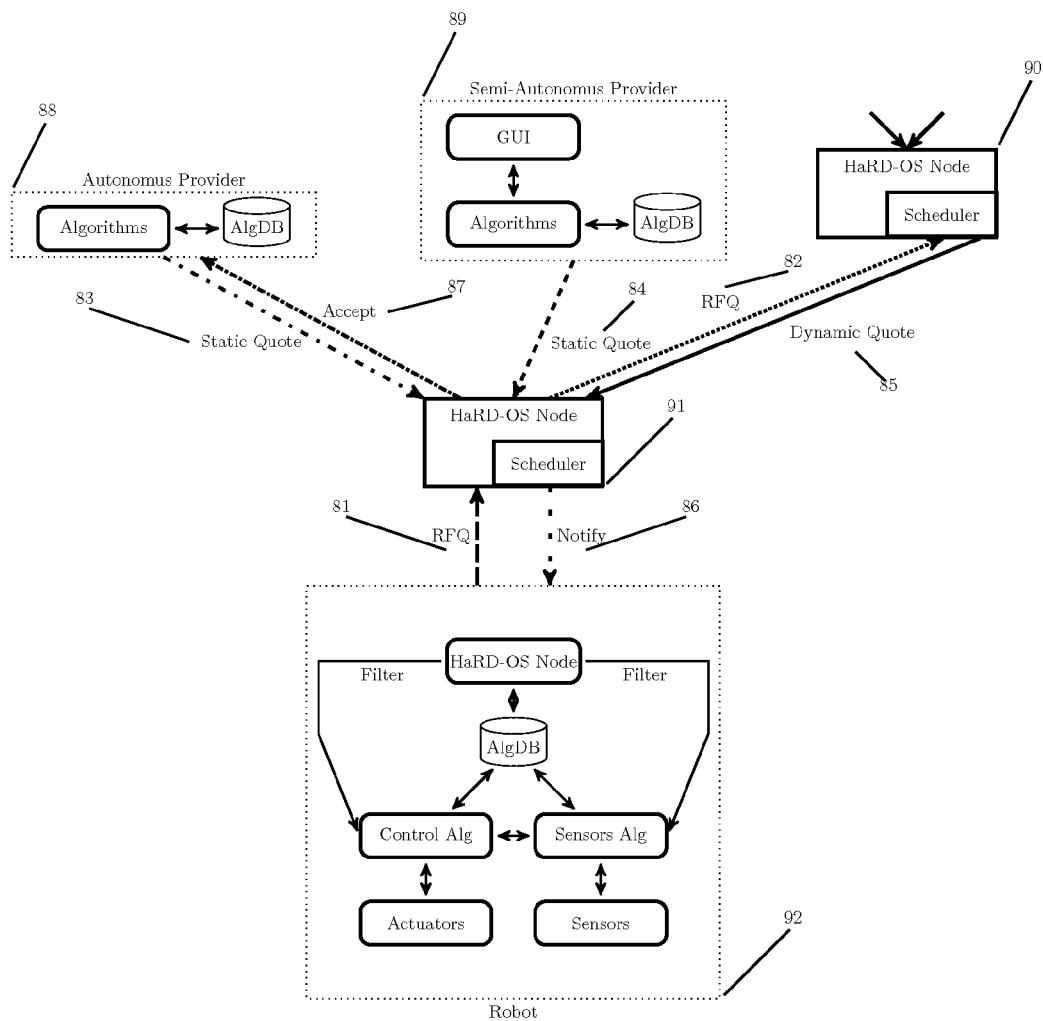 89
90
Semi-Autonomus Provider
88
GUI
HaRD-OS Node
Autonomus Provider
Scheduler
Algorithms
AlgDB
Algorithms
AlgDB
82
83
87
84
RFQ
Accept
Static Quote
Static Quote
Dynamic Quote
85
HaRD-OS Node
91
Scheduler
81
86
RFQ
Notify
HaRD-OS Node
Filter
Filter
AlgDB
Control Alg
Sensors Alg
Actuators
Sensors
92
Robot